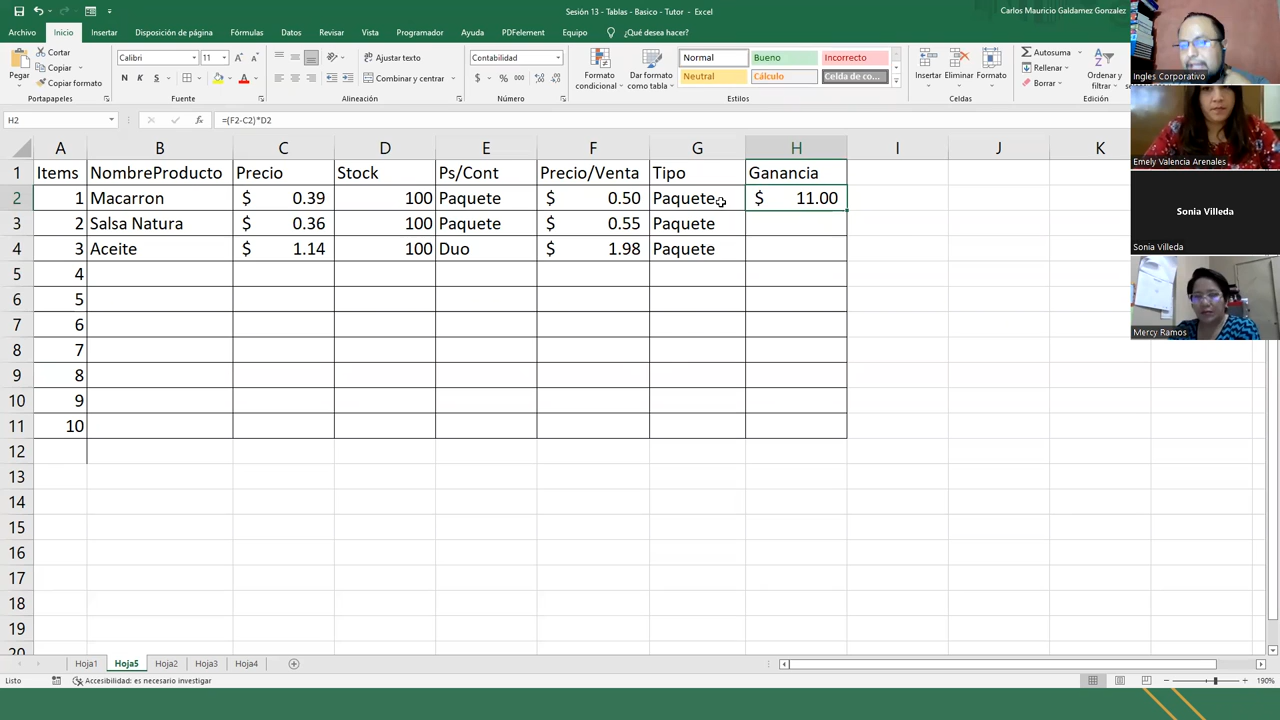 Sesión 13 - Tablas - Basico - Tutor - Excel
Carlos Mauricio Galdamez Gonzalez
Archivo Inicio Insertar Disposición de página Fórmulas Datos Revisar Vista Programador Ayuda PDFelement Equipo ¿Qué desea hacer?
Pegar
Cortar
Copiar
Copiar formato
Portapapeles
Calibri 11
N K S
Fuente
Ajustar texto
Combinar y centrar
Alineación
Contabilidad
$ % 000
Número
Formato condicional
Dar formato como tabla
Normal Bueno Incorrecto
Neutral Cálculo Celda de co...
Estilos
Insertar Eliminar Formato
Celdas
Autosuma
Rellenar
Borrar
Ordenar y
Edición
H2 fx =(F2-C2)*D2
A B C D E F G H I J K
1 Items NombreProducto Precio Stock Ps/Cont Precio/Venta Tipo Ganancia
2 1 Macarron $ 0.39 100 Paquete $ 0.50 Paquete $ 11.00
3 2 Salsa Natura $ 0.36 100 Paquete $ 0.55 Paquete
4 3 Aceite $ 1.14 100 Duo $ 1.98 Paquete
5 4
6 5
7 6
8 7
9 8
10 9
11 10
12
13
14
15
16
17
18
19
20
Hoja1 Hoja5 Hoja2 Hoja3 Hoja4
Listo Accesibilidad: es necesario investigar 190%
Ingles Corporativo
Emely Valencia Arenales
Sonia Villeda
Sonia Villeda
Mercy Ramos